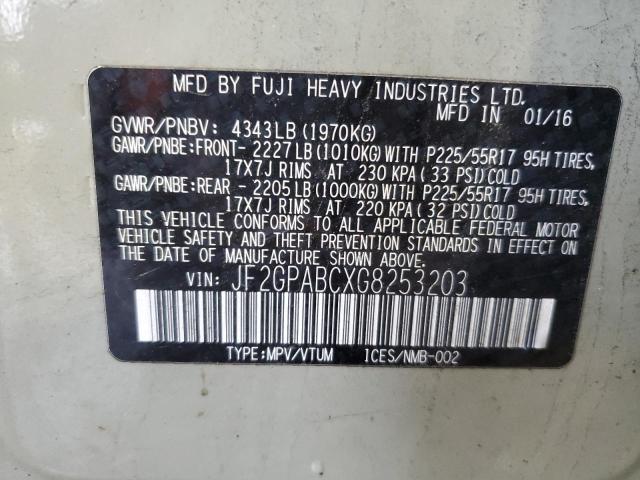 MFD BY FUJI HEAVY INDUSTRIES LTD.
MFD IN 01/16
GVWR/PNBV: 4343LB(1970KG)
GAWR/PNBE:FRONT- 2227LB(1010KG)WITH P225/55R17 95H TIRES,
17X7J RIMS AT 230 KPA(33 PSI)COLD
GAWR/PNBE:REAR - 2205LB(1000KG)WITH P225/55R17 95H TIRES,
17X7J RIMS AT 220 KPA(32 PSI)COLD
THIS VEHICLE CONFORMS TO ALL APPLICABLE FEDERAL MOTOR
VEHICLE SAFETY AND THEFT PREVENTION STANDARDS IN EFFECT ON
THE DATE OF MANUFACTURE SHOWN ABOVE.
VIN: JF2GPABCXG8253203
TYPE:MPV/VTUM ICES/NMB-002